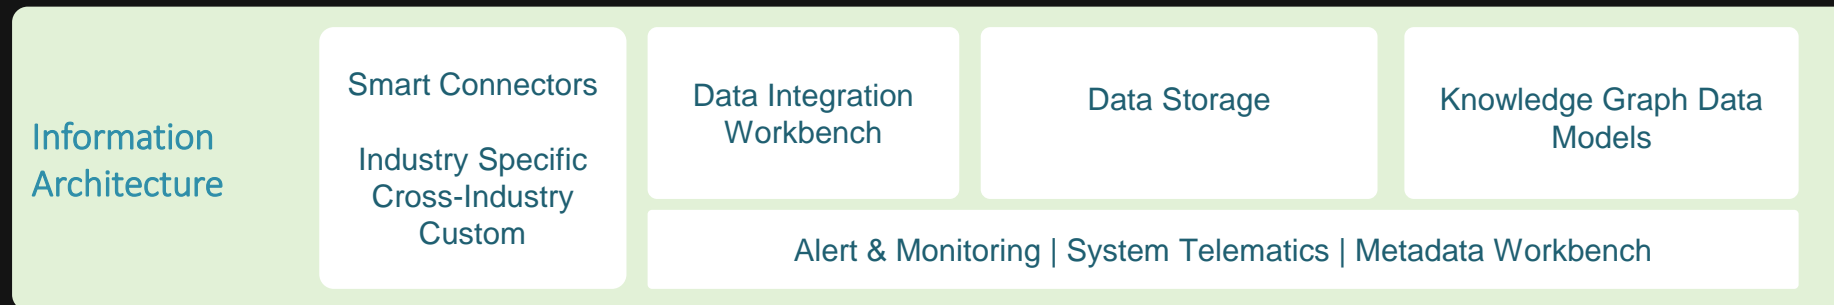 Information
Architecture
Smart Connectors
Industry Specific
Cross-Industry
Custom
Data Integration
Workbench
Data Storage
Knowledge Graph Data
Models
Alert & Monitoring | System Telematics | Metadata Workbench